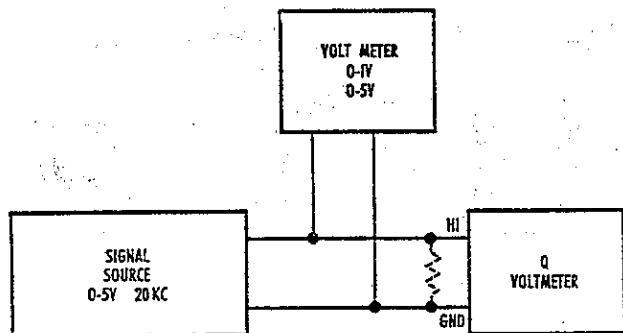 VOLT METER
0-1V
0-5V
HI
SIGNAL
SOURCE
0-5V 20KC
Q
VOLTMETER
GND